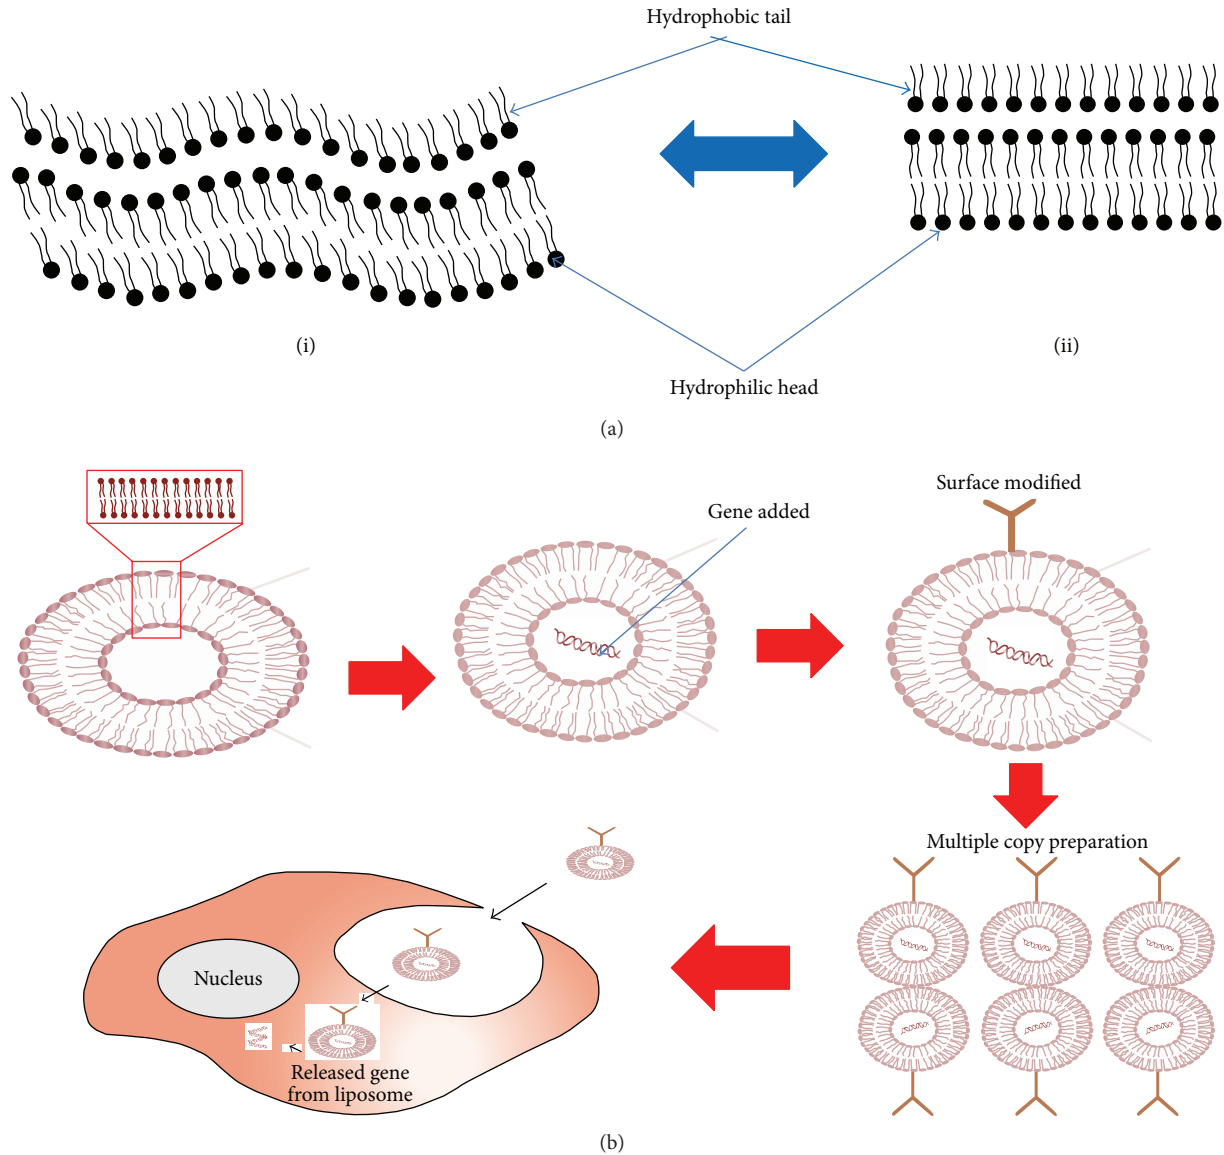 Hydrophobic tail
(i)
(ii)
Hydrophilic head
(a)
Surface modified
Gene added
Multiple copy preparation
Nucleus
Released gene
from liposome
(b)